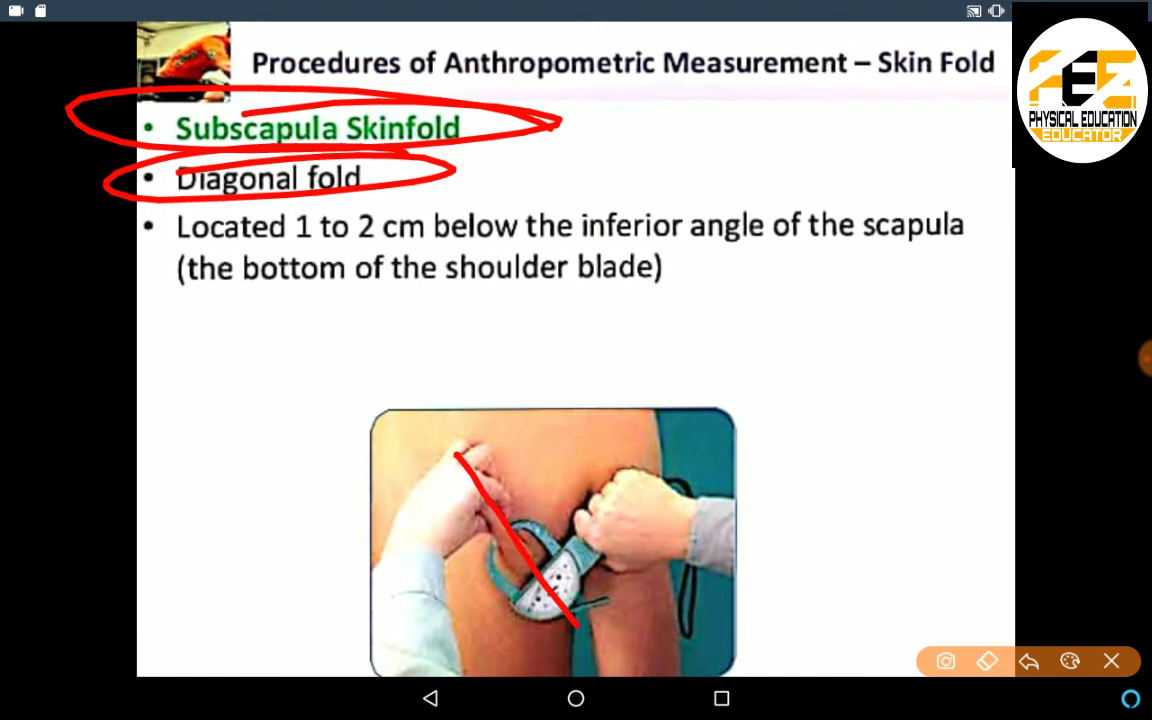 Procedures of Anthropometric Measurement – Skin Fold
• Subscapula Skinfold
• Diagonal fold
• Located 1 to 2 cm below the inferior angle of the scapula
(the bottom of the shoulder blade)
PEE
PHYSICAL EDUCATION
EDUCATOR